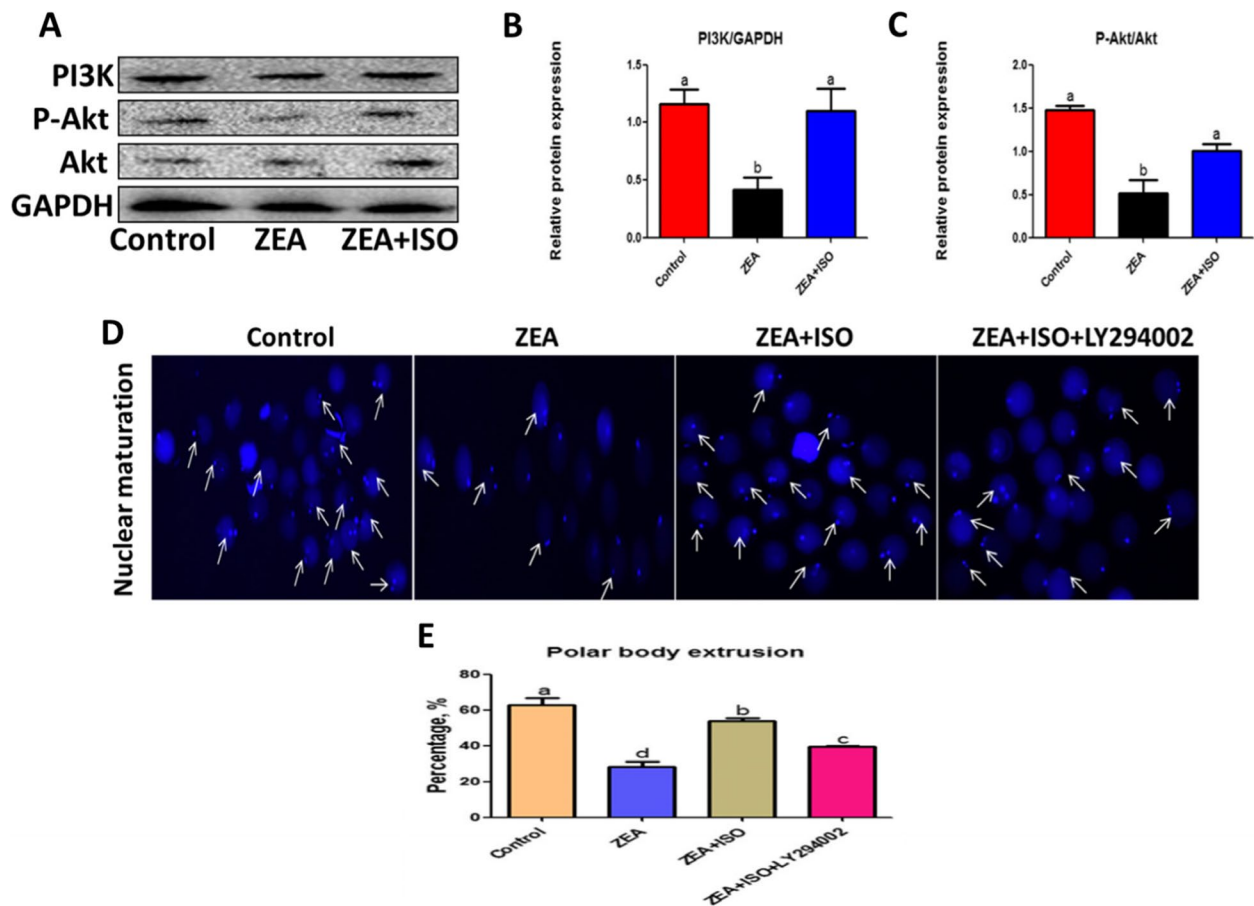 A
PI3K
P-Akt
Akt
GAPDH
Control ZEA ZEA+ISO
B
PI3K/GAPDH
Relative protein expression
1.5
1.0
0.5
0.0
a
b
a
Control
ZEA
ZEA+ISO
C
P-Akt/Akt
Relative protein expression
2.0
1.5
1.0
0.5
0.0
a
b
a
Control
ZEA
ZEA+ISO
D
Control ZEA ZEA+ISO ZEA+ISO+LY294002
Nuclear maturation
E
Polar body extrusion
Percentage, %
80
60
40
20
0
a
d
b
c
Control
ZEA
ZEA+ISO
ZEA+ISO+LY294002